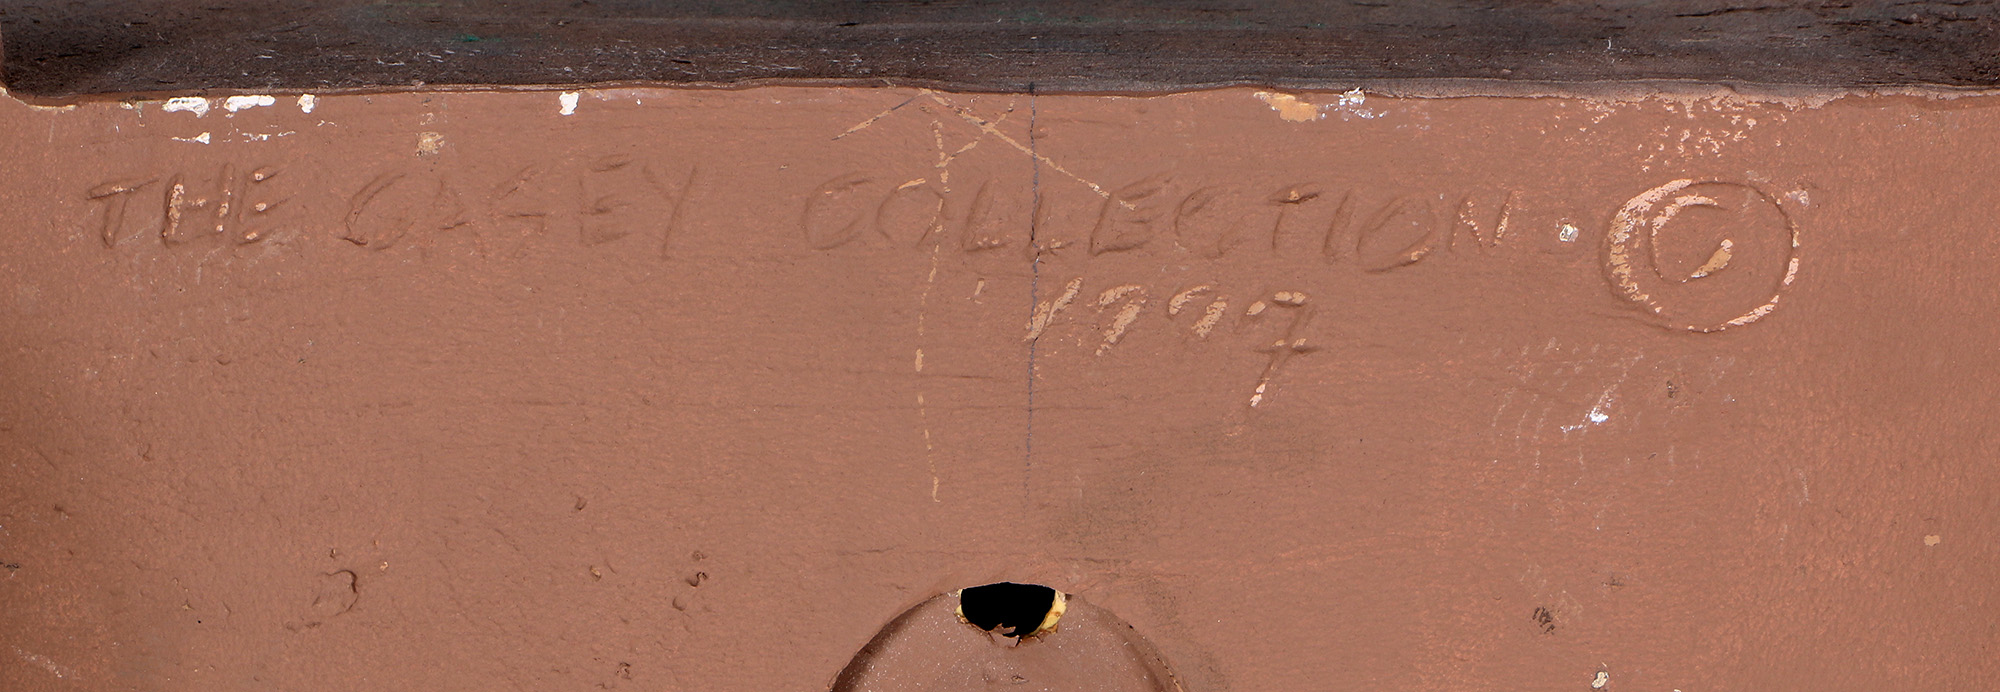 THE CASEY COLLECTION ©
1997